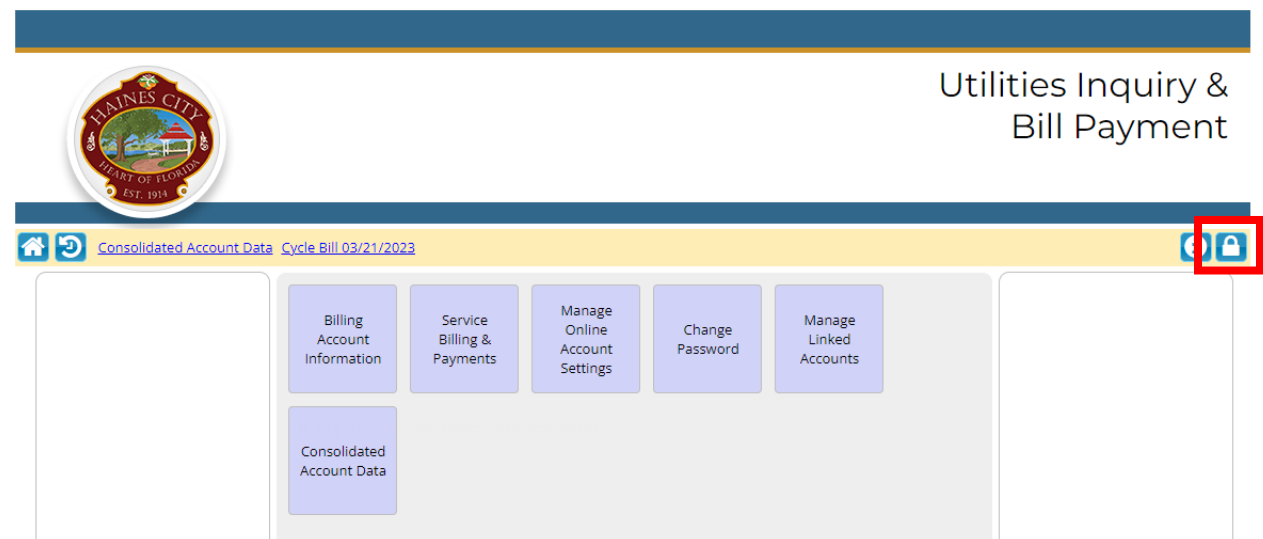 HAINES CITY
HEART OF FLORIDA
EST. 1914
Utilities Inquiry &
Bill Payment
Consolidated Account Data Cycle Bill 03/21/2023
Billing
Account
Information
Service
Billing &
Payments
Manage
Online
Account
Settings
Change
Password
Manage
Linked
Accounts
Consolidated
Account Data